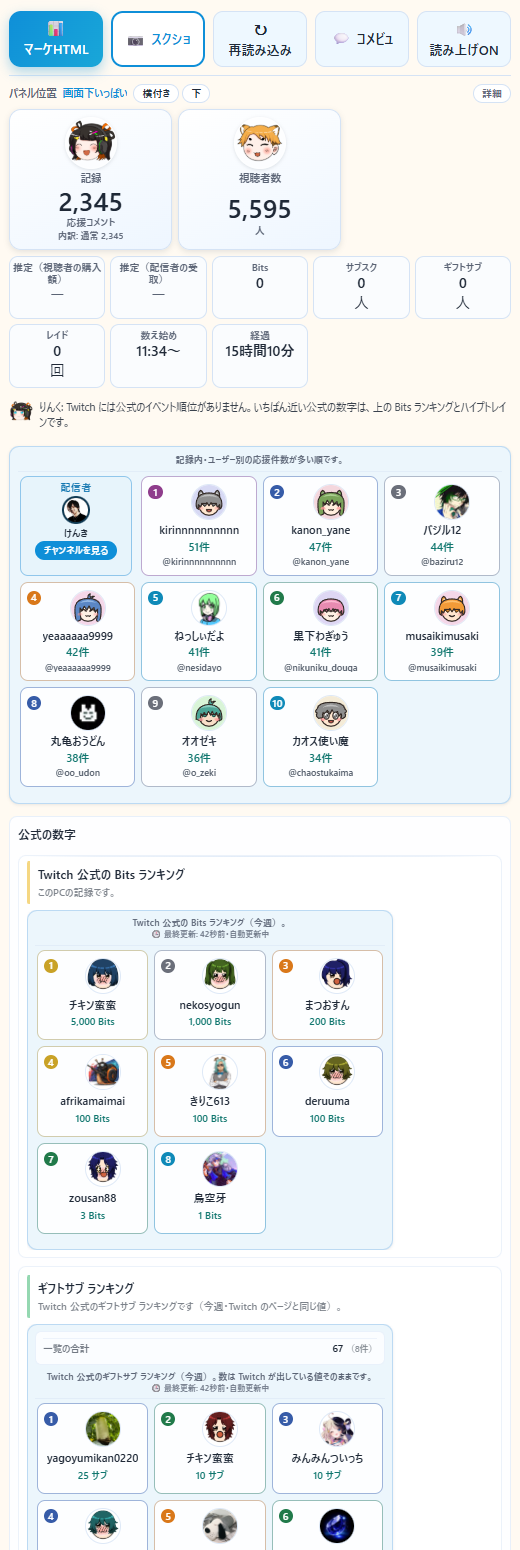 マーケHTML
スクショ
再読み込み
コメビュ
読み上げON
パネル位置 画面下いっぱい 横付き 下 詳細
記録
2,345
応援コメント
内訳: 通常 2,345
視聴者数
5,595
人
推定（視聴者の購入額）
—
推定（配信者の受取）
—
Bits
0
サブスク
0
人
ギフトサブ
0
人
レイド
0
回
数え始め
11:34〜
経過
15時間10分
りんく: Twitch には公式のイベント順位がありません。いちばん近い公式の数字は、上の Bits ランキングとハイプトレインです。
記録内・ユーザー別の応援件数が多い順です。
配信者
けんき
チャンネルを見る
1
kirinnnnnnnnnn
51件
@kirinnnnnnnnnn
2
kanon_yane
47件
@kanon_yane
3
バジル12
44件
@baziru12
4
yeaaaaaa9999
42件
@yeaaaaaa9999
5
ねっしぃだよ
41件
@nesidayo
6
里下わぎゅう
41件
@nikuniku_douga
7
musaikimusaki
39件
@musaikimusaki
8
丸亀おうどん
38件
@oo_udon
9
オオゼキ
36件
@o_zeki
10
カオス使い魔
34件
@chaostukaima
公式の数字
Twitch 公式の Bits ランキング
このPCの記録です。
Twitch 公式の Bits ランキング（今週）。
最終更新: 42秒前・自動更新中
1
チキン蛮蛮
5,000 Bits
2
nekosyogun
1,000 Bits
3
まつおすん
200 Bits
4
afrikamaimai
100 Bits
5
きりこ613
100 Bits
6
deruuma
100 Bits
7
zousan88
3 Bits
8
烏空牙
1 Bits
ギフトサブ ランキング
Twitch 公式のギフトサブ ランキングです（今週・Twitch のページと同じ値）。
一覧の合計 67 （8件）
Twitch 公式のギフトサブ ランキング（今週）。数は Twitch が出している値そのままです。
最終更新: 42秒前・自動更新中
1
yagoyumikan0220
25 サブ
2
チキン蛮蛮
10 サブ
3
みんみんついっち
10 サブ
4
5
6